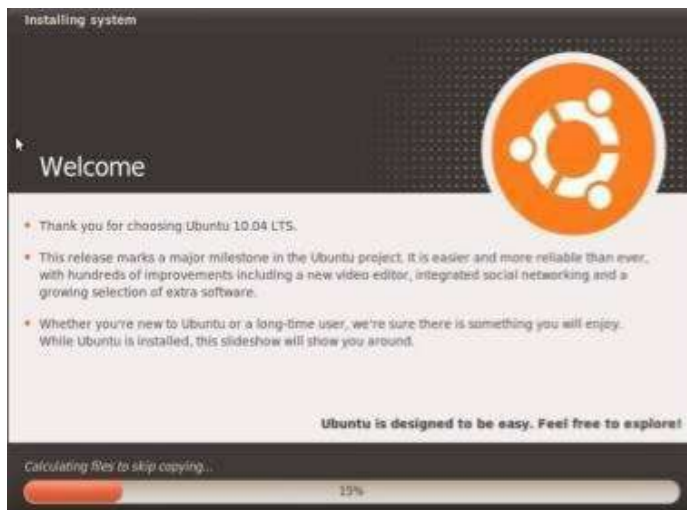 Installing system
Welcome
Thank you for choosing Ubuntu 10.04 LTS.
This release marks a major milestone in the Ubuntu project. It is easier and more reliable than ever,
with hundreds of improvements including a new video editor, integrated social networking and a
growing selection of extra software.
Whether you're new to Ubuntu or a long-time user, we're sure there is something you will enjoy.
While Ubuntu is installed, this slideshow will show you around.
Ubuntu is designed to be easy. Feel free to explore!
Calculating files to skip copying...
15%